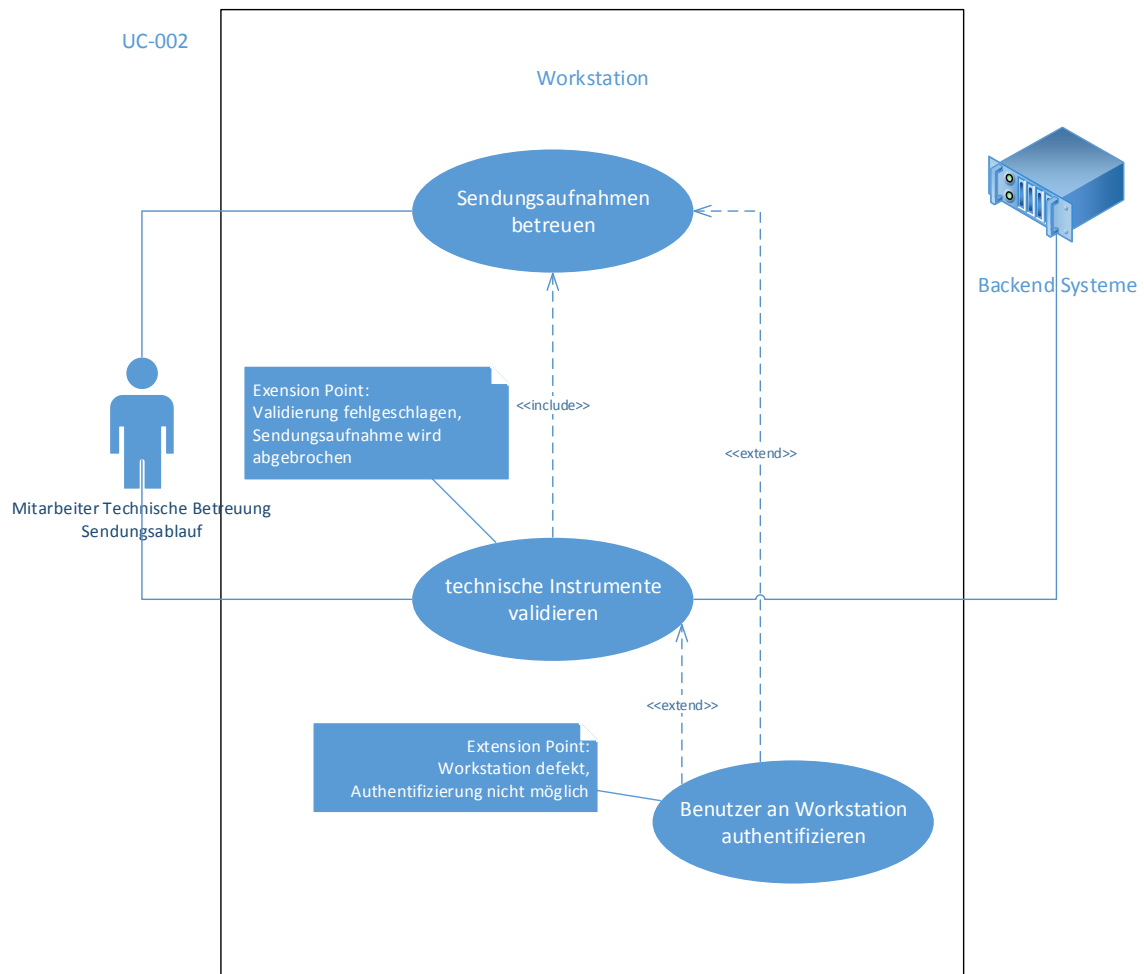 UC-002
Workstation
Sendungsaufnahmen
betreuen
Backend Systeme
Exension Point:
Validierung fehlgeschlagen,
Sendungsaufnahme wird
abgebrochen
<<include>>
<<extend>>
Mitarbeiter Technische Betreuung
Sendungsablauf
technische Instrumente
validieren
<<extend>>
Extension Point:
Workstation defekt,
Authentifizierung nicht möglich
Benutzer an Workstation
authentifizieren